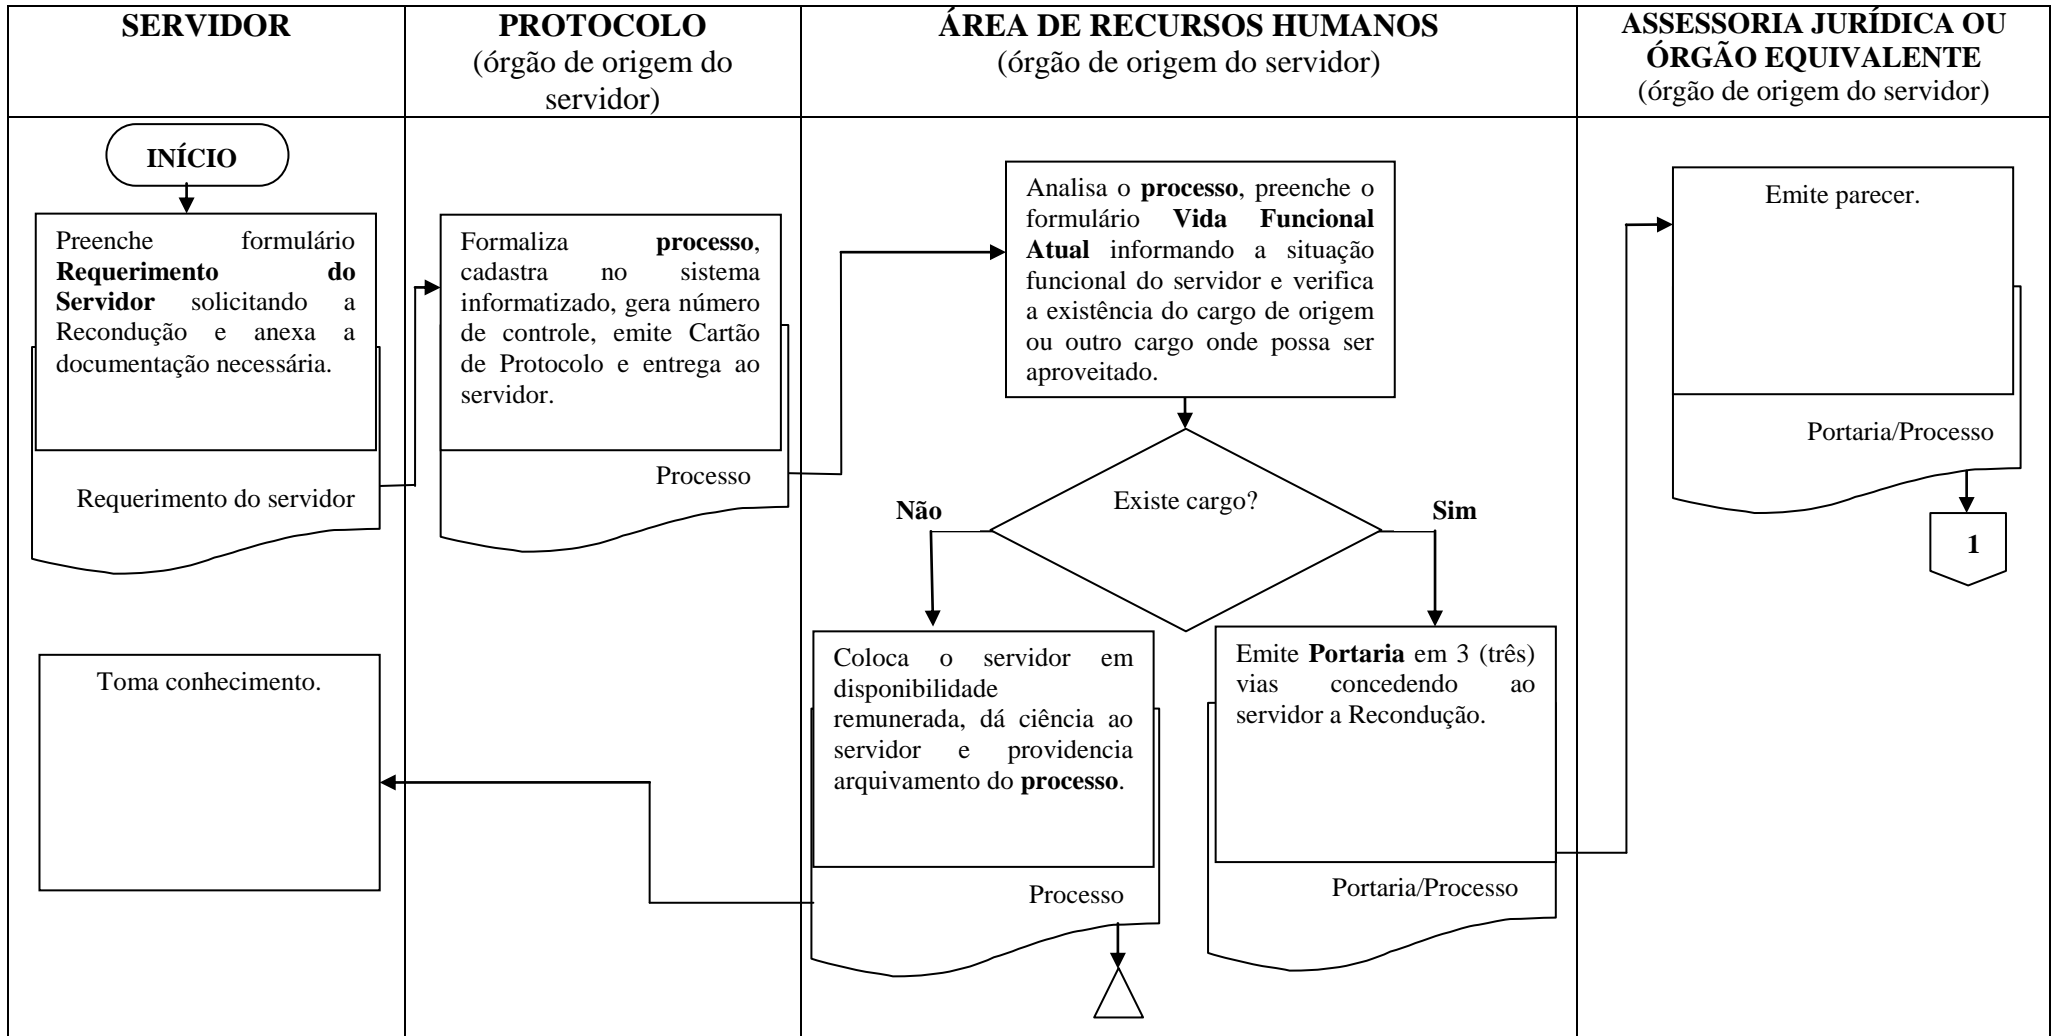 SERVIDOR
PROTOCOLO
(órgão de origem do
servidor)
ÁREA DE RECURSOS HUMANOS
(órgão de origem do servidor)
ASSESSORIA JURÍDICA OU
ÓRGÃO EQUIVALENTE
(órgão de origem do servidor)
INÍCIO
Preenche formulário
Requerimento do
Servidor solicitando a
Recondução e anexa a
documentação necessária.
Requerimento do servidor
Toma conhecimento.
Formaliza processo,
cadastra no sistema
informatizado, gera número
de controle, emite Cartão
de Protocolo e entrega ao
servidor.
Processo
Analisa o processo, preenche o
formulário Vida Funcional
Atual informando a situação
funcional do servidor e verifica
a existência do cargo de origem
ou outro cargo onde possa ser
aproveitado.
Existe cargo?
Não
Sim
Coloca o servidor em
disponibilidade
remunerada, dá ciência ao
servidor e providencia
arquivamento do processo.
Processo
Emite Portaria em 3 (três)
vias concedendo ao
servidor a Recondução.
Portaria/Processo
Emite parecer.
Portaria/Processo
1